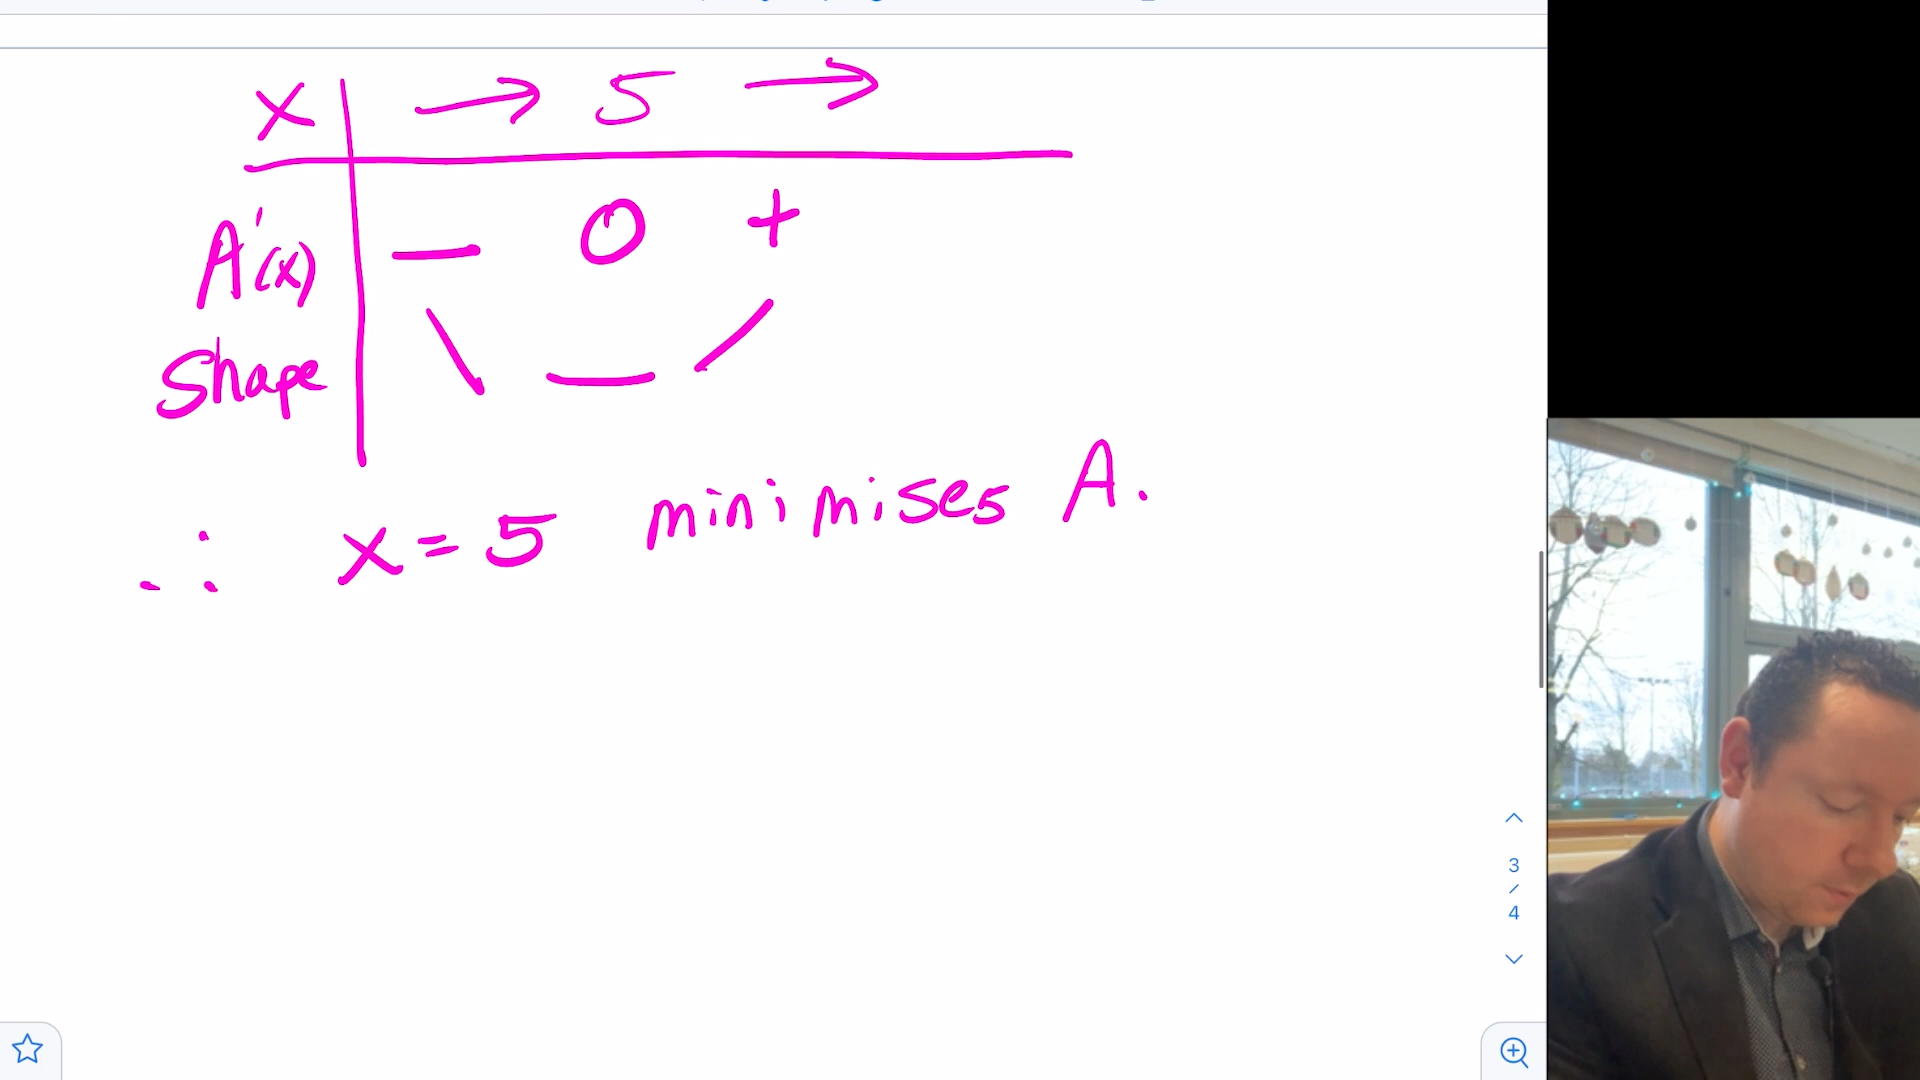 x → 5 →
A'(x) — 0 +
Shape \ — /
∴ x = 5 minimises A.
3
/
4